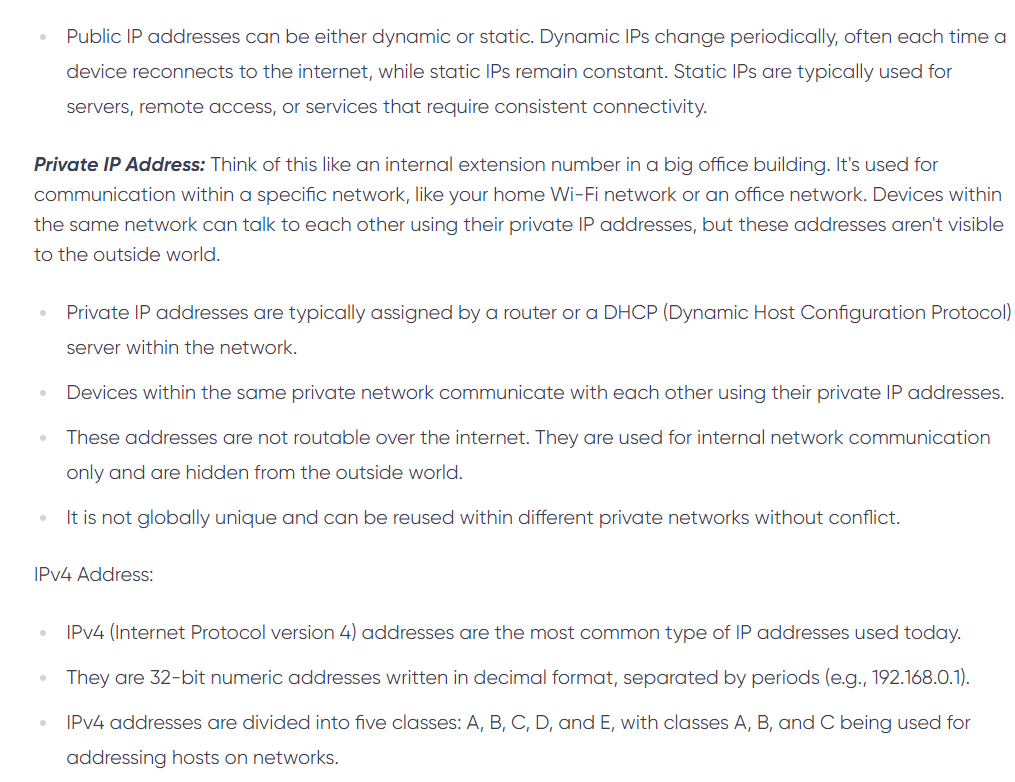 Public IP addresses can be either dynamic or static. Dynamic IPs change periodically, often each time a
device reconnects to the internet, while static IPs remain constant. Static IPs are typically used for
servers, remote access, or services that require consistent connectivity.
Private IP Address: Think of this like an internal extension number in a big office building. It's used for
communication within a specific network, like your home Wi-Fi network or an office network. Devices within
the same network can talk to each other using their private IP addresses, but these addresses aren't visible
to the outside world.
Private IP addresses are typically assigned by a router or a DHCP (Dynamic Host Configuration Protocol)
server within the network.
Devices within the same private network communicate with each other using their private IP addresses.
These addresses are not routable over the internet. They are used for internal network communication
only and are hidden from the outside world.
It is not globally unique and can be reused within different private networks without conflict.
IPv4 Address:
IPv4 (Internet Protocol version 4) addresses are the most common type of IP addresses used today.
They are 32-bit numeric addresses written in decimal format, separated by periods (e.g., 192.168.0.1).
IPv4 addresses are divided into five classes: A, B, C, D, and E, with classes A, B, and C being used for
addressing hosts on networks.